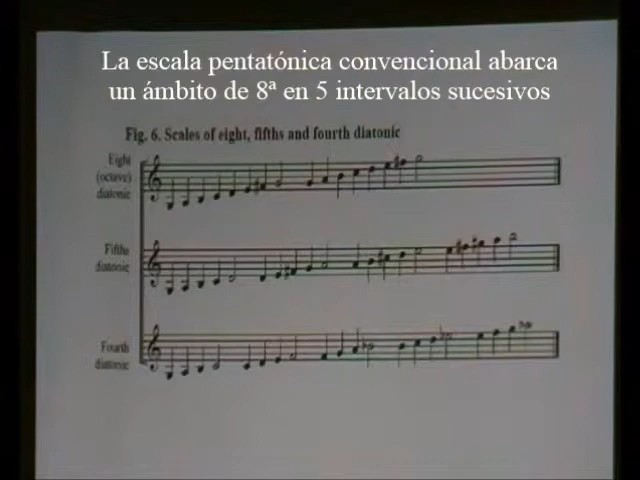 La escala pentatónica convencional abarca
un ámbito de 8ª en 5 intervalos sucesivos
Fig. 6. Scales of eight, fifths and fourth diatonic
Eight
(octave)
diatonic
Fifths
diatonic
Fourth
diatonic